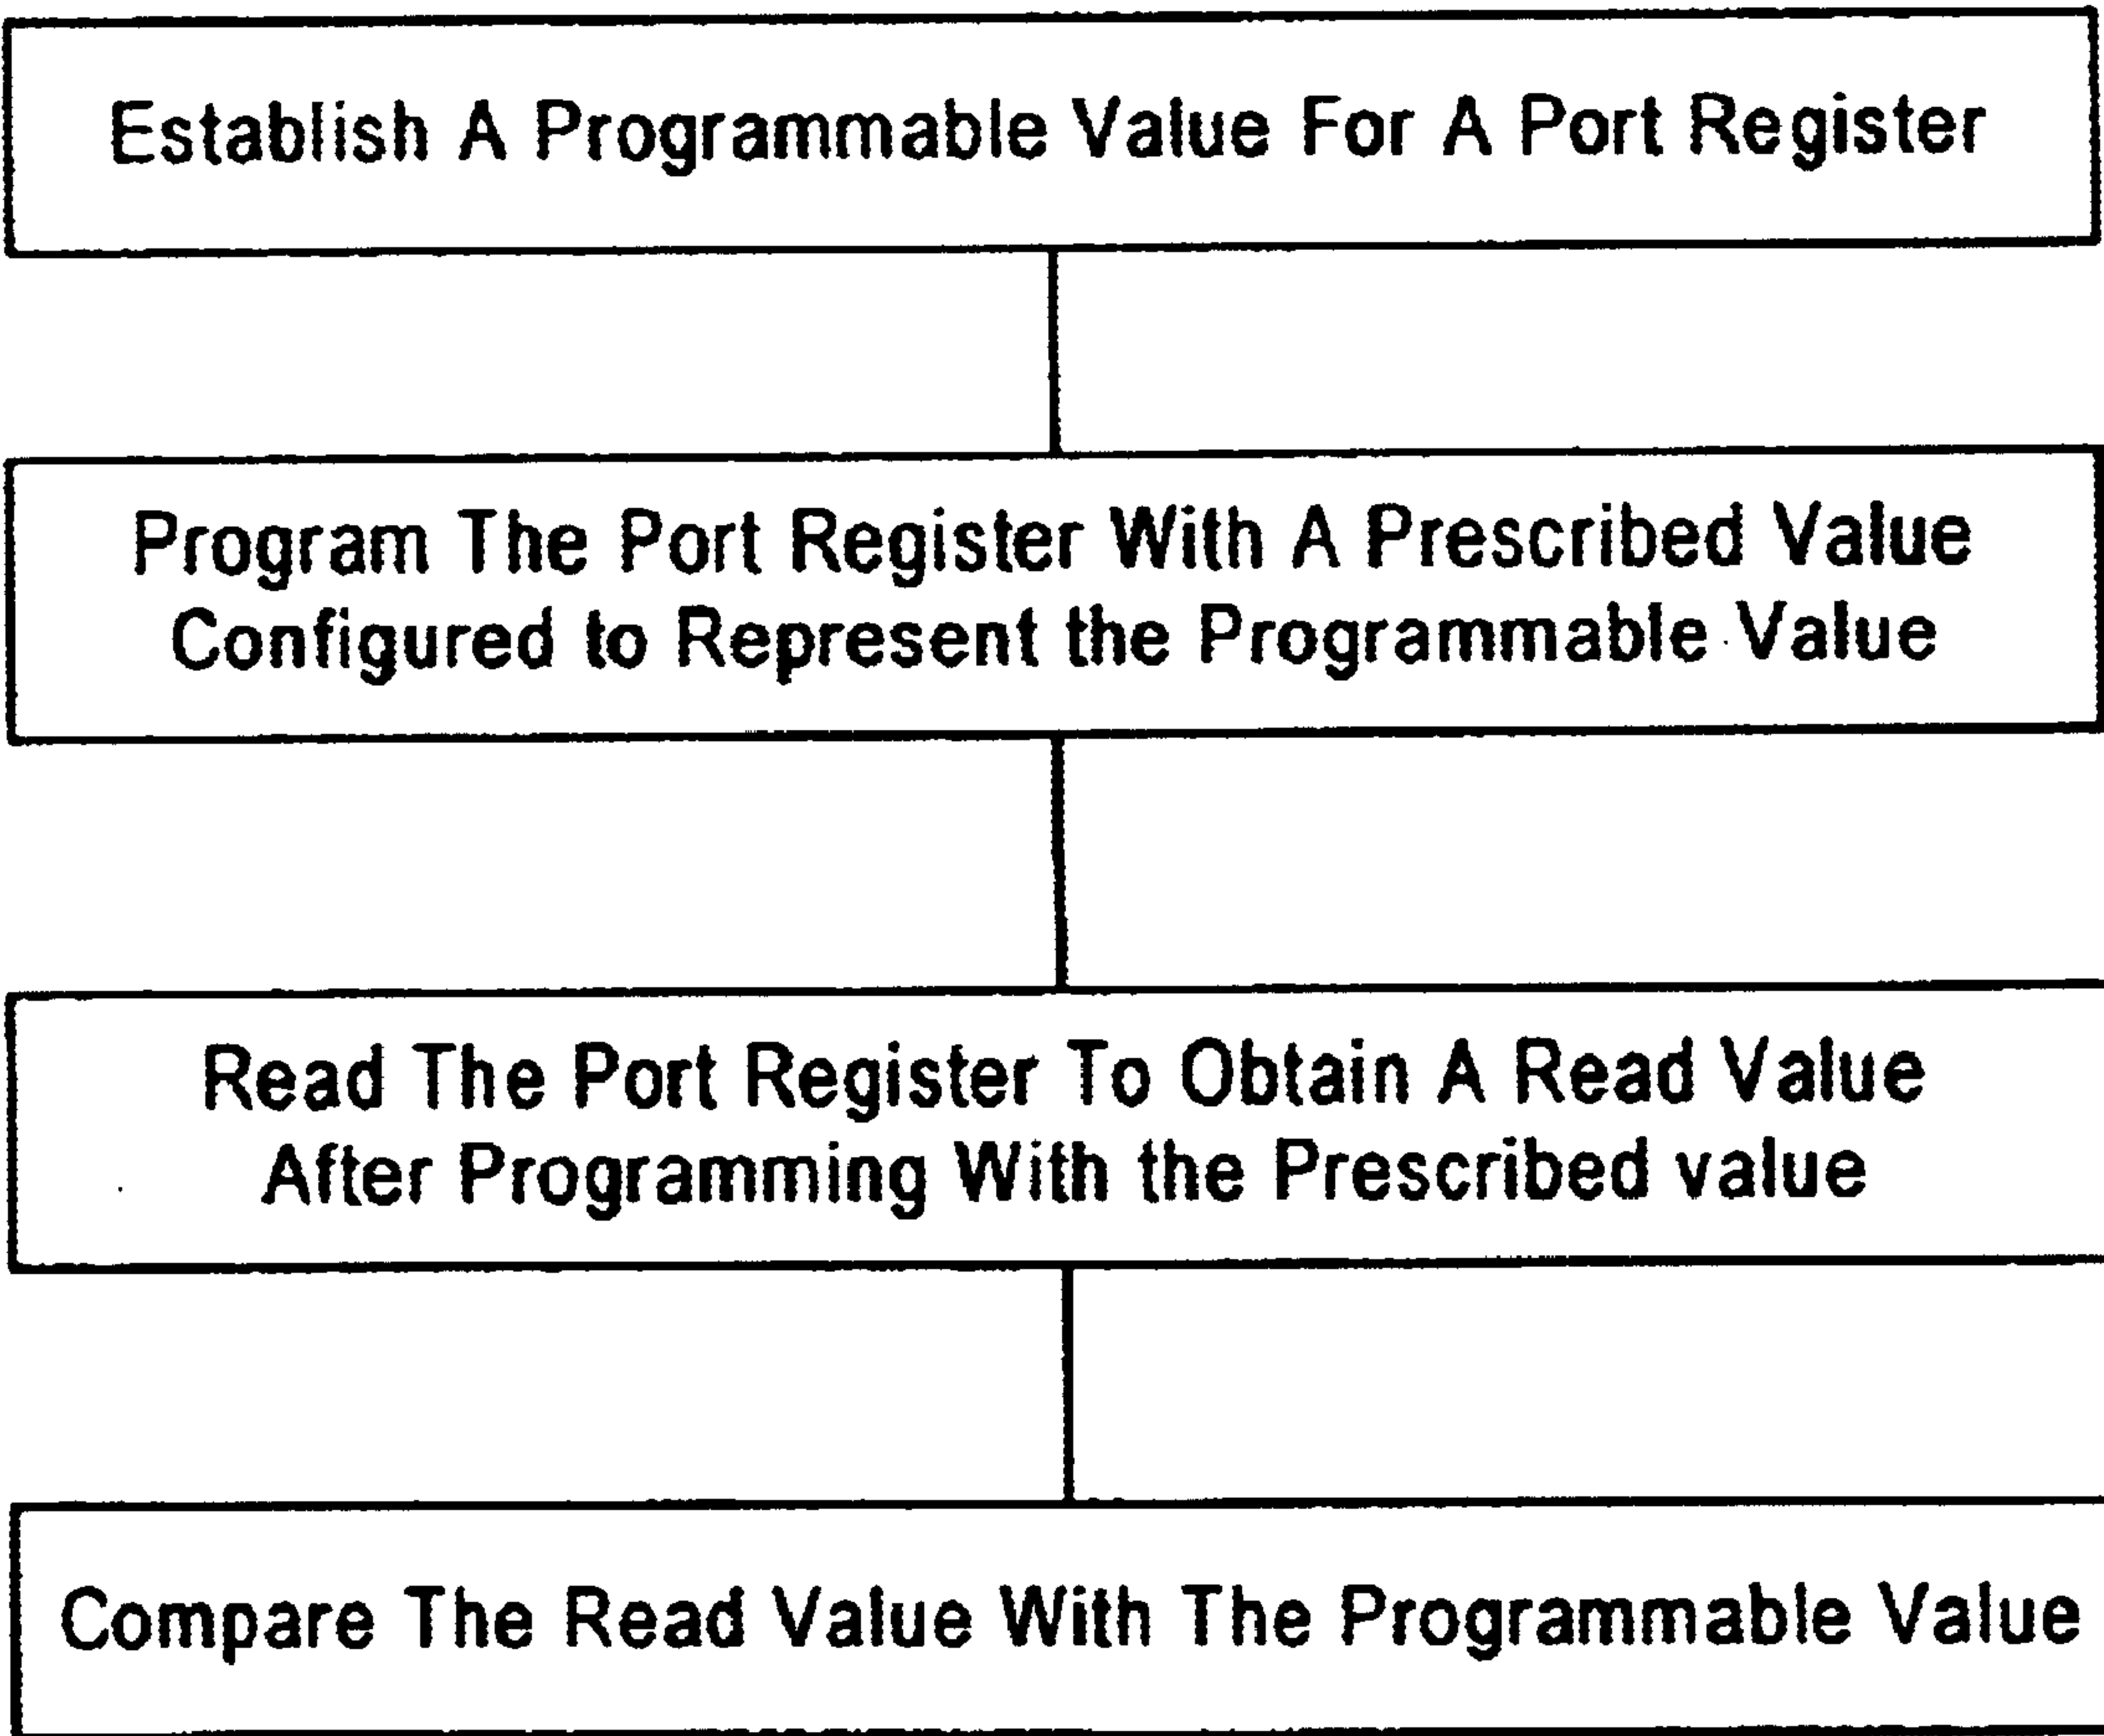 Establish A Programmable Value For A Port Register
Program The Port Register With A Prescribed Value
Configured to Represent the Programmable Value
Read The Port Register To Obtain A Read Value
After Programming With the Prescribed value
Compare The Read Value With The Programmable Value